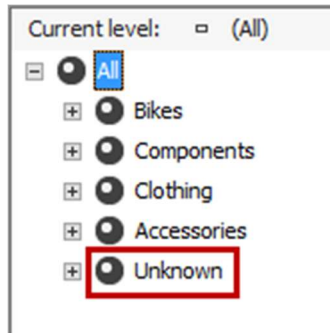 Current level: (All)
All
Bikes
Components
Clothing
Accessories
Unknown